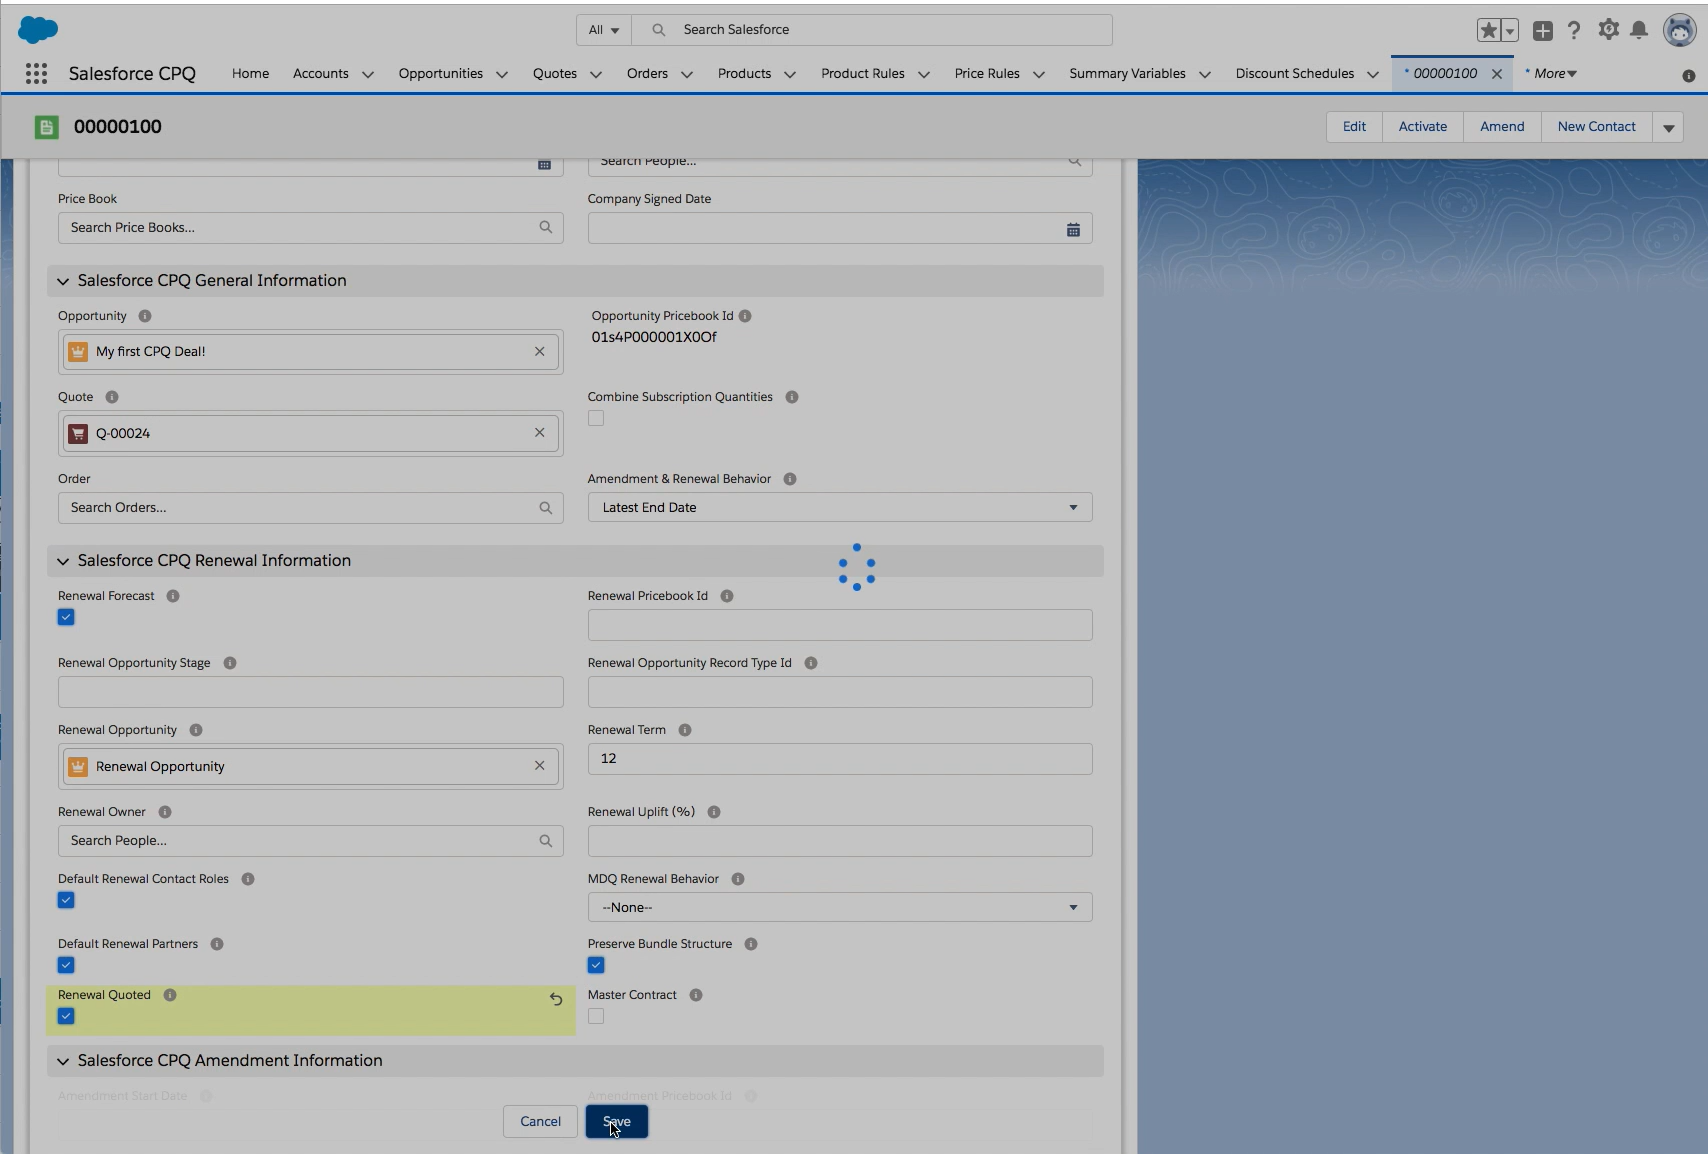 All
Search Salesforce
Salesforce CPQ
Home
Accounts
Opportunities
Quotes
Orders
Products
Product Rules
Price Rules
Summary Variables
Discount Schedules
* 00000100
* More
00000100
Edit
Activate
Amend
New Contact
Search People...
Price Book
Company Signed Date
Search Price Books...
Salesforce CPQ General Information
Opportunity
Opportunity Pricebook Id
My first CPQ Deal!
01s4P000001X0Of
Quote
Combine Subscription Quantities
Q-00024
Order
Amendment & Renewal Behavior
Search Orders...
Latest End Date
Salesforce CPQ Renewal Information
Renewal Forecast
Renewal Pricebook Id
Renewal Opportunity Stage
Renewal Opportunity Record Type Id
Renewal Opportunity
Renewal Term
Renewal Opportunity
12
Renewal Owner
Renewal Uplift (%)
Search People...
Default Renewal Contact Roles
MDQ Renewal Behavior
--None--
Default Renewal Partners
Preserve Bundle Structure
Renewal Quoted
Master Contract
Salesforce CPQ Amendment Information
Amendment Start Date
Amendment Pricebook Id
Cancel
Save